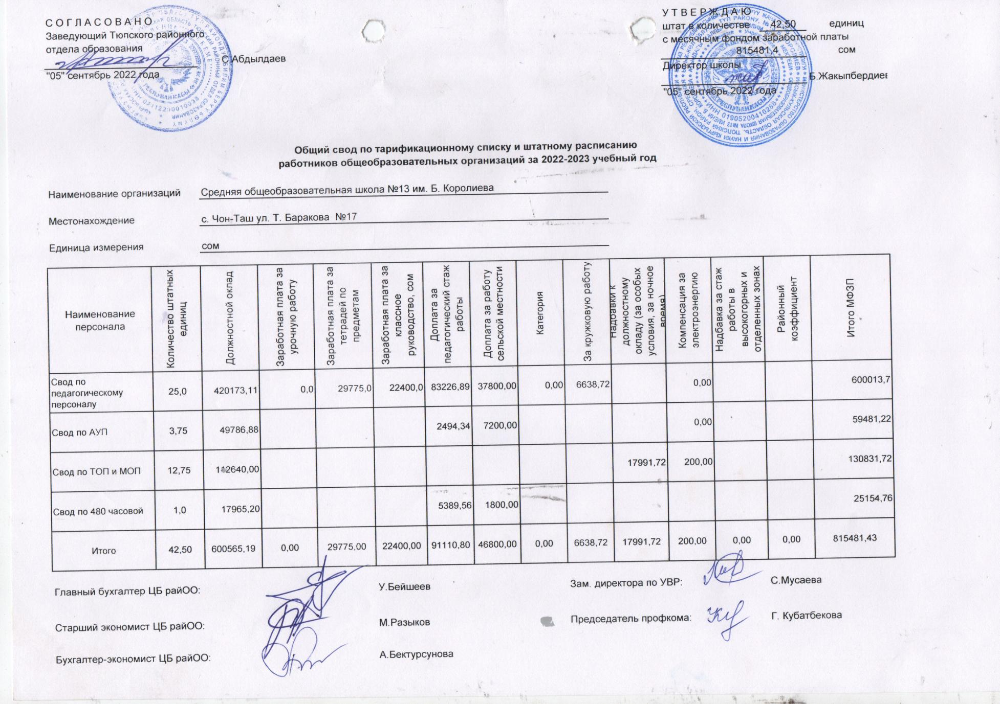 С О Г Л А С О В А Н О
Заведующий Тюпского районного
отдела образования
С.Абдылдаев
"05" сентябрь 2022 года
У Т В Е Р Ж Д А Ю
штат в количестве 42,50 единиц
с месячным фондом заработной платы
815481,4 сом
Директор школы
Б.Жакыпбердиев
"05" сентябрь 2022 года
Общий свод по тарификационному списку и штатному расписанию
работников общеобразовательных организаций за 2022-2023 учебный год
Наименование организаций Средняя общеобразовательная школа №13 им. Б. Королиева
Местонахождение с. Чон-Таш ул. Т. Баракова №17
Единица измерения сом
Наименование
персонала
Количество штатных
единиц
Должностной оклад
Заработная плата за
урочную работу
Заработная плата за
тетрадей по
предметам
Заработная плата за
классное
руководство, сом
Доплата за
педагогический стаж
работы
Доплата за работу
сельской местности
Категория
За кружковую работу
Надбавки к
должностному
окладу (за особых
условия, за ночное
время)
Компенсация за
электроэнергию
Надбавка за стаж
работы в
высокогорных и
отделенных зонах
Районный
коэффициент
Итого МФЗП
Свод по
педагогическому
персоналу
25,0 420173,11 0,0 29775,0 22400,0 83226,89 37800,00 0,00 6638,72 0,00 600013,7
Свод по АУП 3,75 49786,88 2494,34 7200,00 0,00 59481,22
Свод по ТОП и МОП 12,75 112640,00 17991,72 200,00 130831,72
Свод по 480 часовой 1,0 17965,20 5389,56 1800,00 25154,76
Итого 42,50 600565,19 0,00 29775,00 22400,00 91110,80 46800,00 0,00 6638,72 17991,72 200,00 0,00 0,00 815481,43
Главный бухгалтер ЦБ райОО: У.Бейшеев
Зам. директора по УВР: С.Мусаева
Старший экономист ЦБ райОО: М.Разыков
Председатель профкома: Г. Кубатбекова
Бухгалтер-экономист ЦБ райОО: А.Бектурсунова